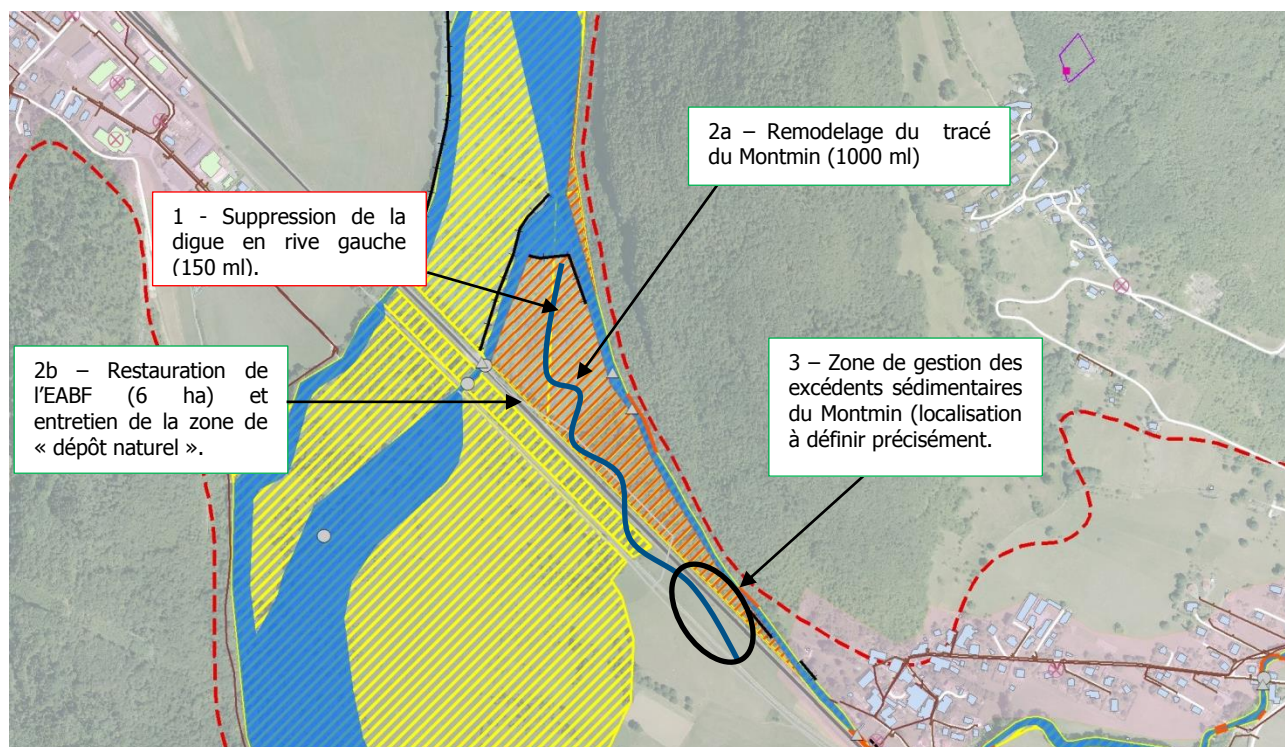 2a – Remodelage du tracé
du Montmin (1000 ml)
1 - Suppression de la
digue en rive gauche
(150 ml).
2b – Restauration de
l’EABF (6 ha) et
entretien de la zone de
« dépôt naturel ».
3 – Zone de gestion des
excédents sédimentaires
du Montmin (localisation
à définir précisément.